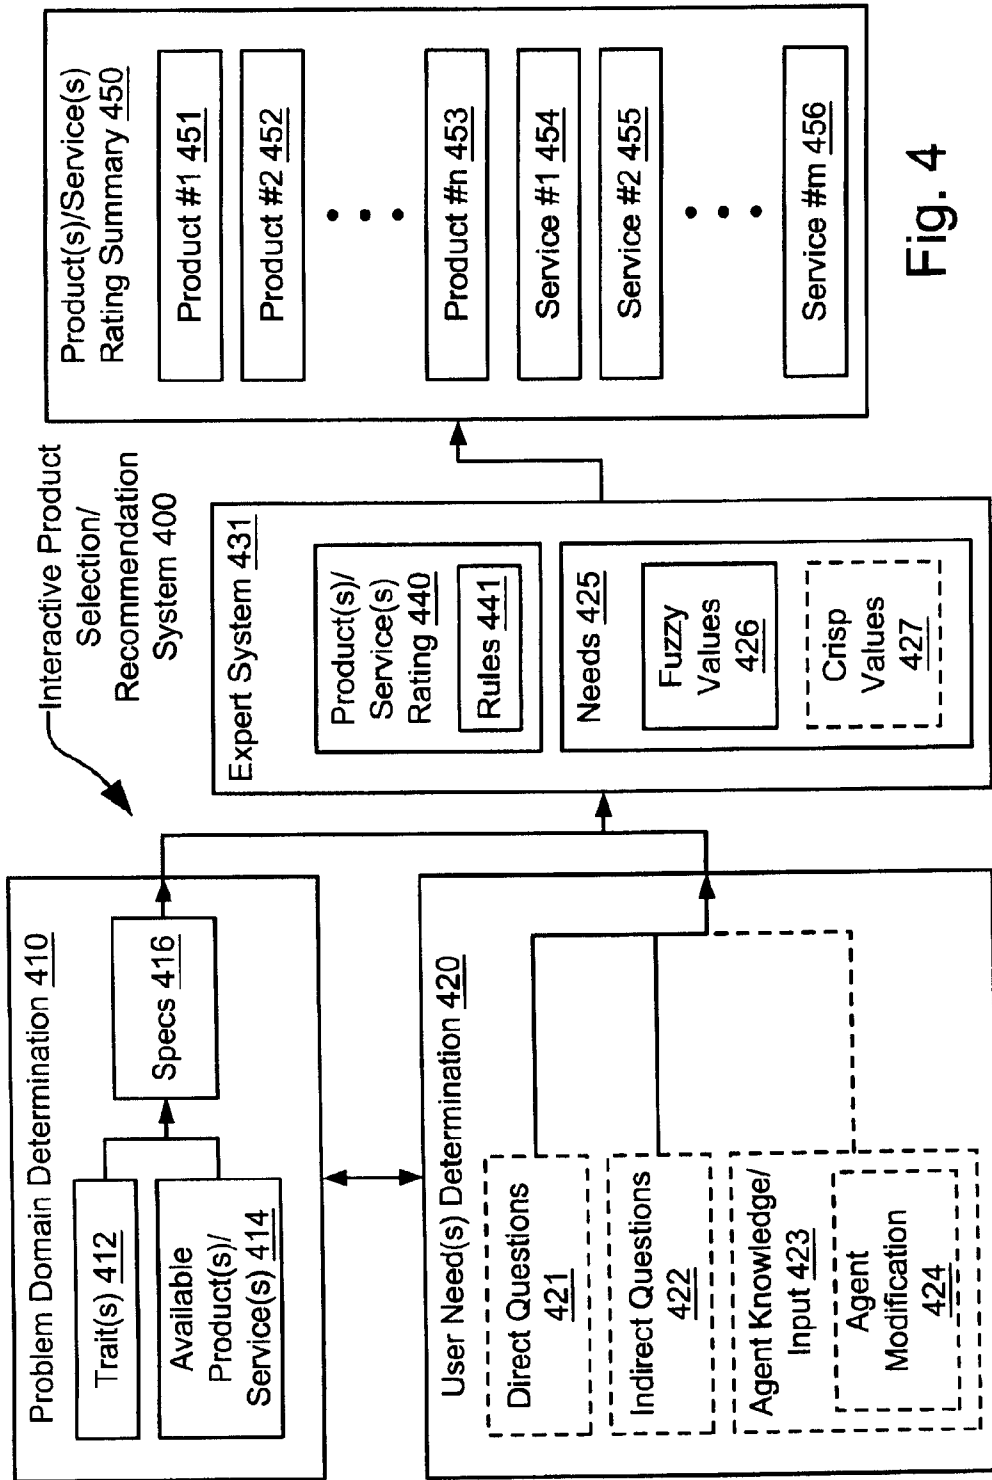 Interactive Product
Selection/
Recommendation
System 400
Problem Domain Determination 410
Trait(s) 412
Available
Product(s)/
Service(s) 414
Specs 416
User Need(s) Determination 420
Direct Questions
421
Indirect Questions
422
Agent Knowledge/
Input 423
Agent
Modification
424
Expert System 431
Product(s)/
Service(s)
Rating 440
Rules 441
Needs 425
Fuzzy
Values
426
Crisp
Values
427
Product(s)/Service(s)
Rating Summary 450
Product #1 451
Product #2 452
Product #n 453
Service #1 454
Service #2 455
Service #m 456
Fig. 4